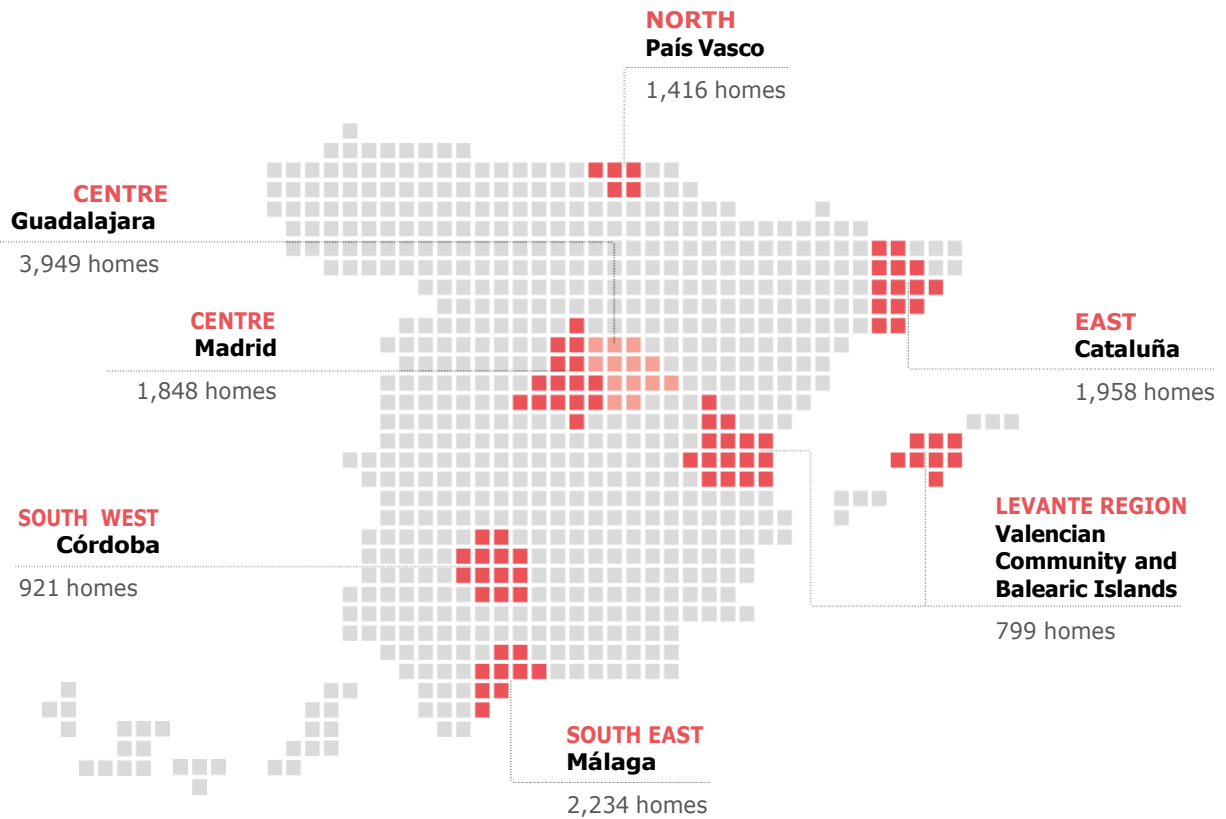 NORTH
País Vasco
1,416 homes
CENTRE
Guadalajara
3,949 homes
CENTRE
Madrid
1,848 homes
EAST
Cataluña
1,958 homes
SOUTH WEST
Córdoba
921 homes
LEVANTE REGION
Valencian
Community and
Balearic Islands
799 homes
SOUTH EAST
Málaga
2,234 homes